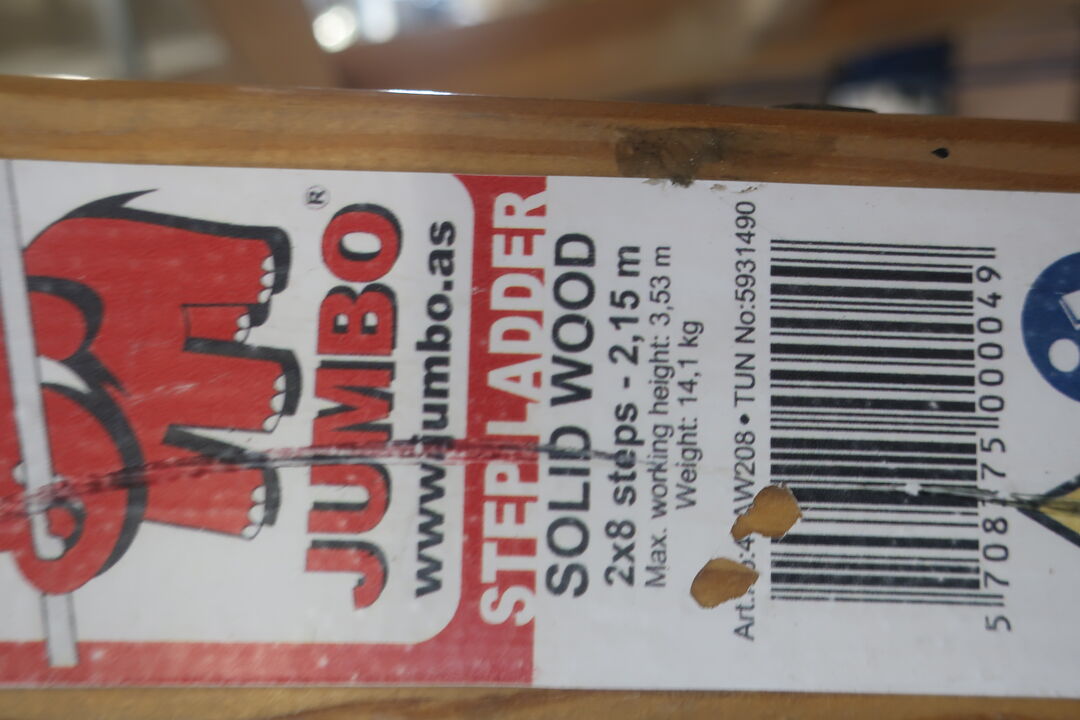 JUMBO®
www.jumbo.as
STEPLADDER
SOLID WOOD
2x8 steps - 2,15 m
Max. working height: 3,53 m
Weight: 14,1 kg
AW208 • TUN No:5931490
5 708175 000049